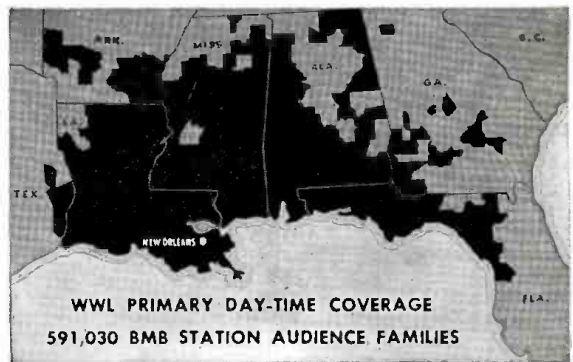 ARK.
MISS.
ALA.
GA.
S.C.
LA.
TEX.
NEW ORLEANS
FLA.
WWL PRIMARY DAY-TIME COVERAGE
591,030 BMB STATION AUDIENCE FAMILIES